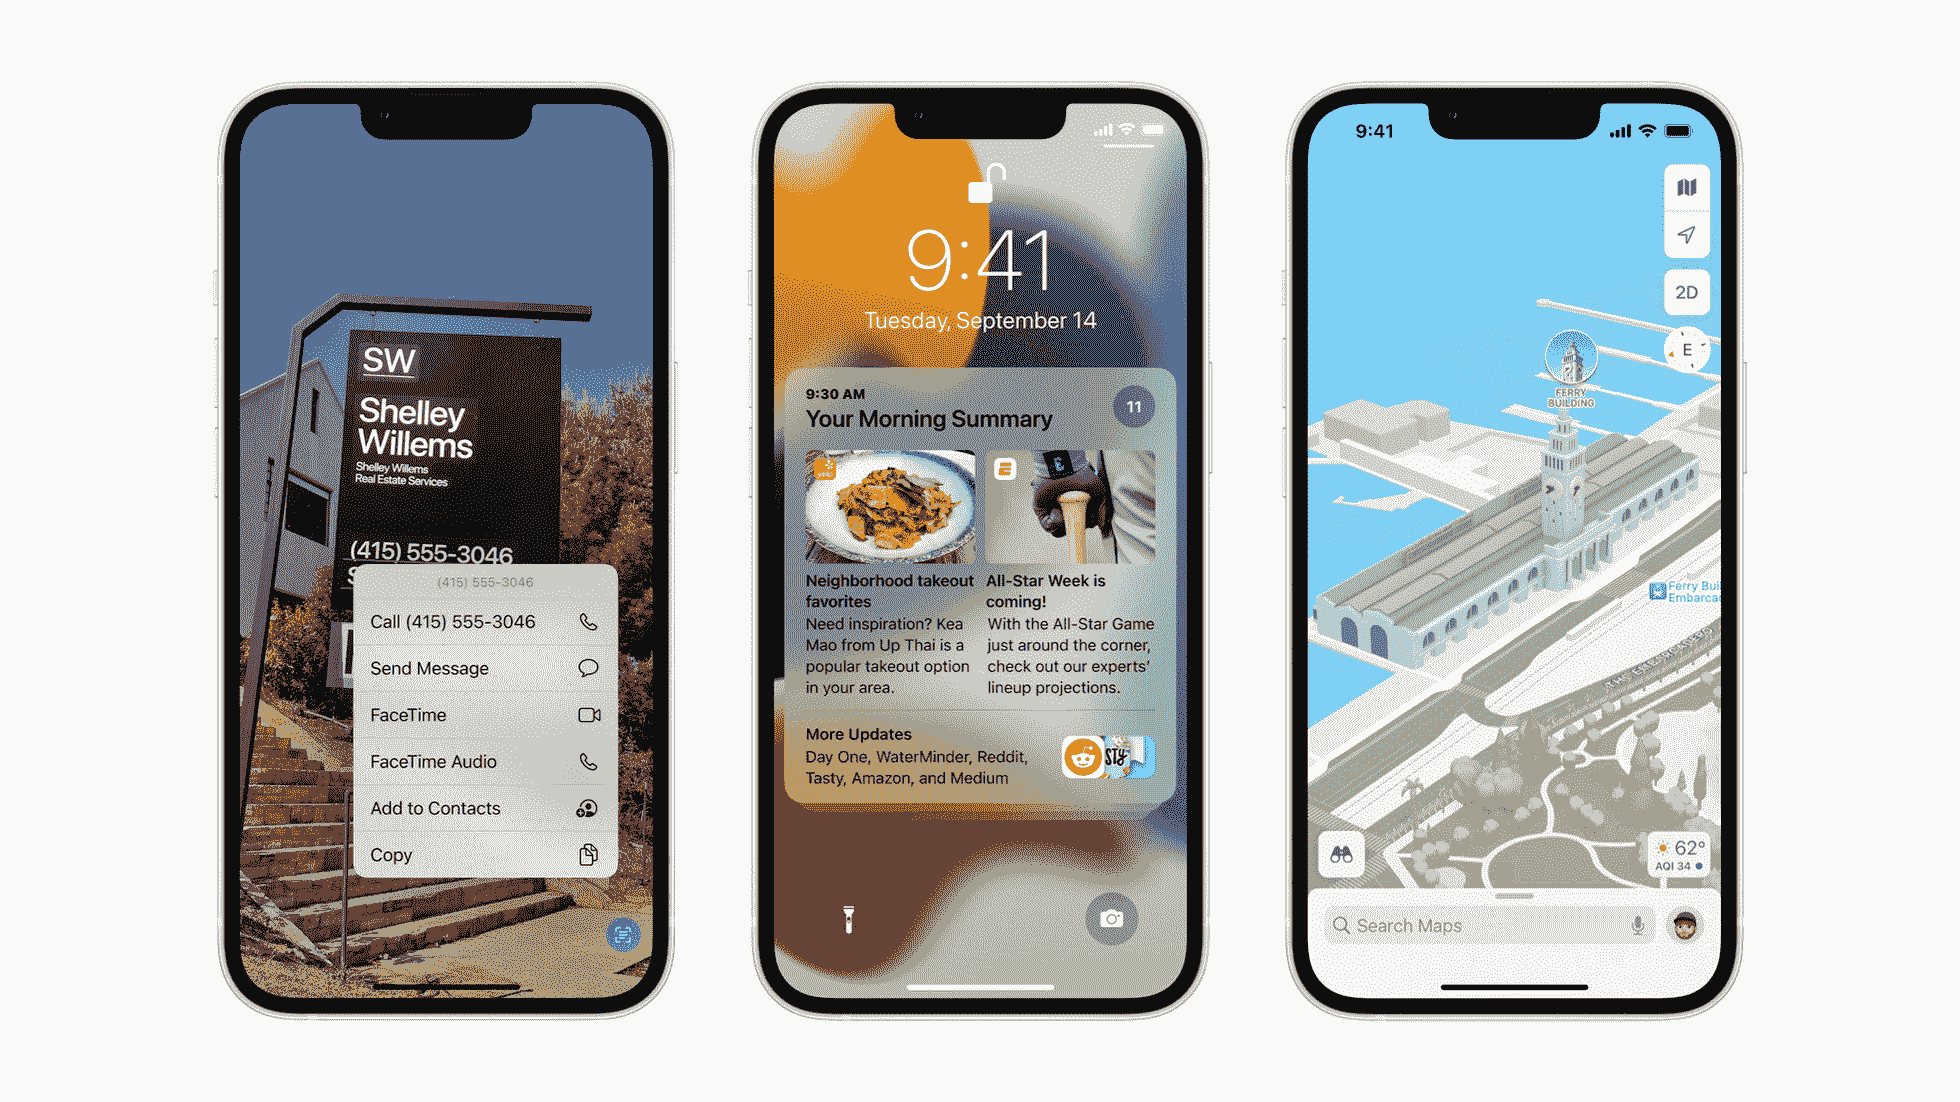 SW
Shelley
Willems
Shelley Willems
Real Estate Services
(415) 555-3046
(415) 555-3046
Call (415) 555-3046
Send Message
FaceTime
FaceTime Audio
Add to Contacts
Copy
9:41
Tuesday, September 14
9:30 AM
Your Morning Summary
11
Neighborhood takeout
favorites
Need inspiration? Kea
Mao from Up Thai is a
popular takeout option
in your area.
All-Star Week is
coming!
With the All-Star Game
just around the corner,
check out our experts'
lineup projections.
More Updates
Day One, WaterMinder, Reddit,
Tasty, Amazon, and Medium
9:41
2D
E
FERRY
BUILDING
Ferry Bui
Embarca
62°
AQI 34
Search Maps